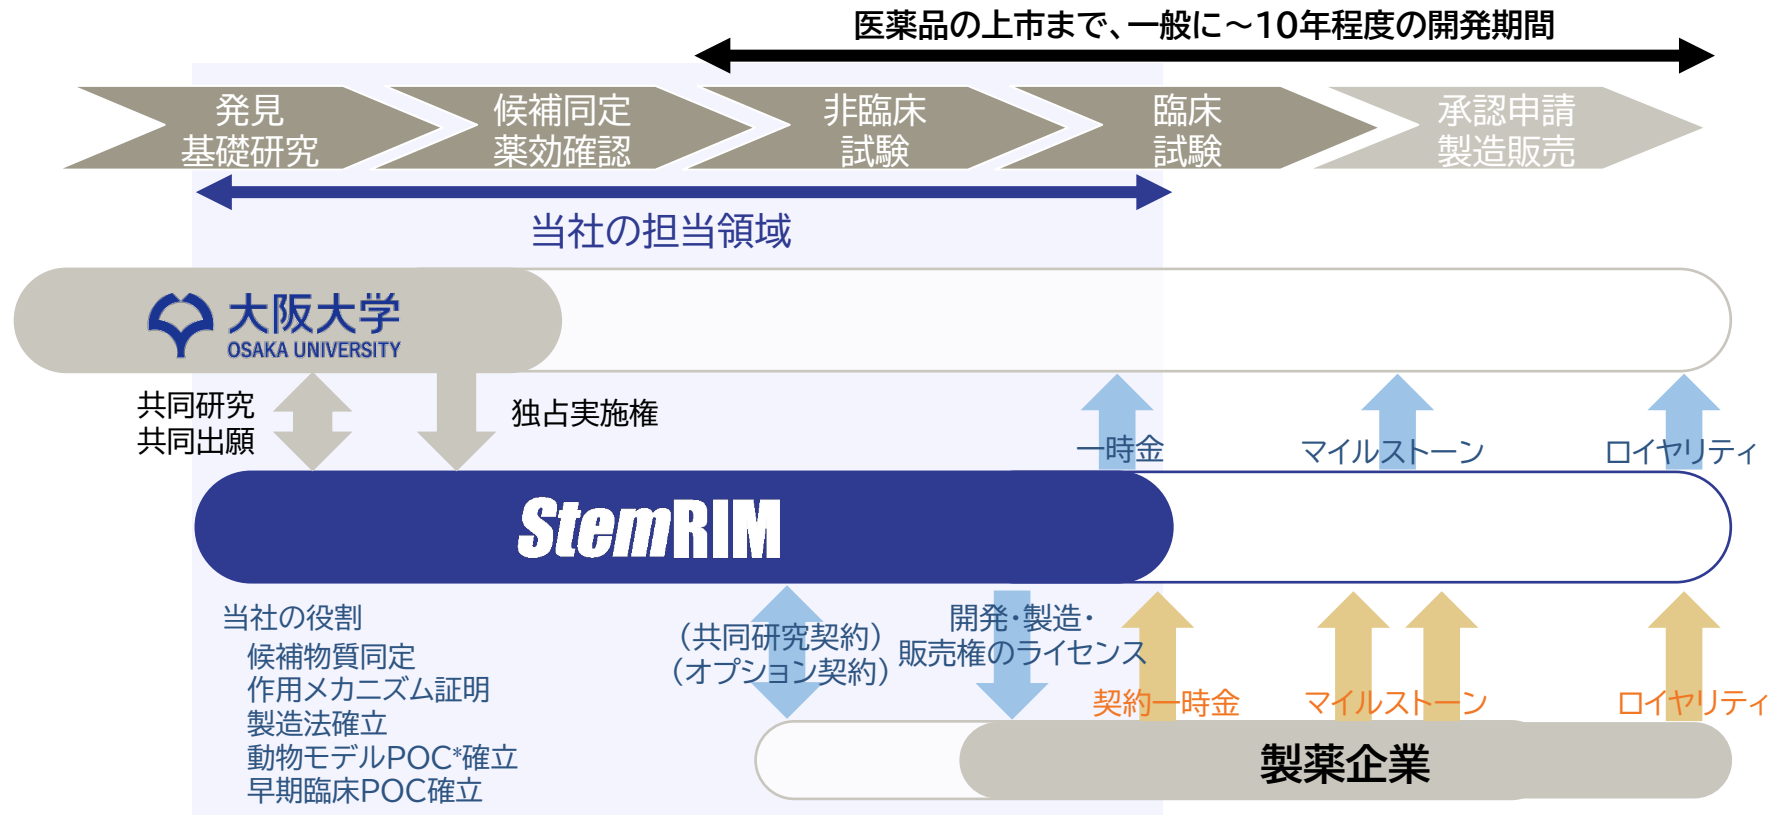 医薬品の上市まで、一般に～10年程度の開発期間
発見
基礎研究
候補同定
薬効確認
非臨床
試験
臨床
試験
承認申請
製造販売
当社の担当領域
大阪大学
OSAKA UNIVERSITY
共同研究
共同出願
独占実施権
一時金
マイルストーン
ロイヤリティ
StemRIM
当社の役割
候補物質同定
作用メカニズム証明
製造法確立
動物モデルPOC*確立
早期臨床POC確立
（共同研究契約）
（オプション契約）
開発・製造・
販売権のライセンス
契約一時金
マイルストーン
ロイヤリティ
製薬企業